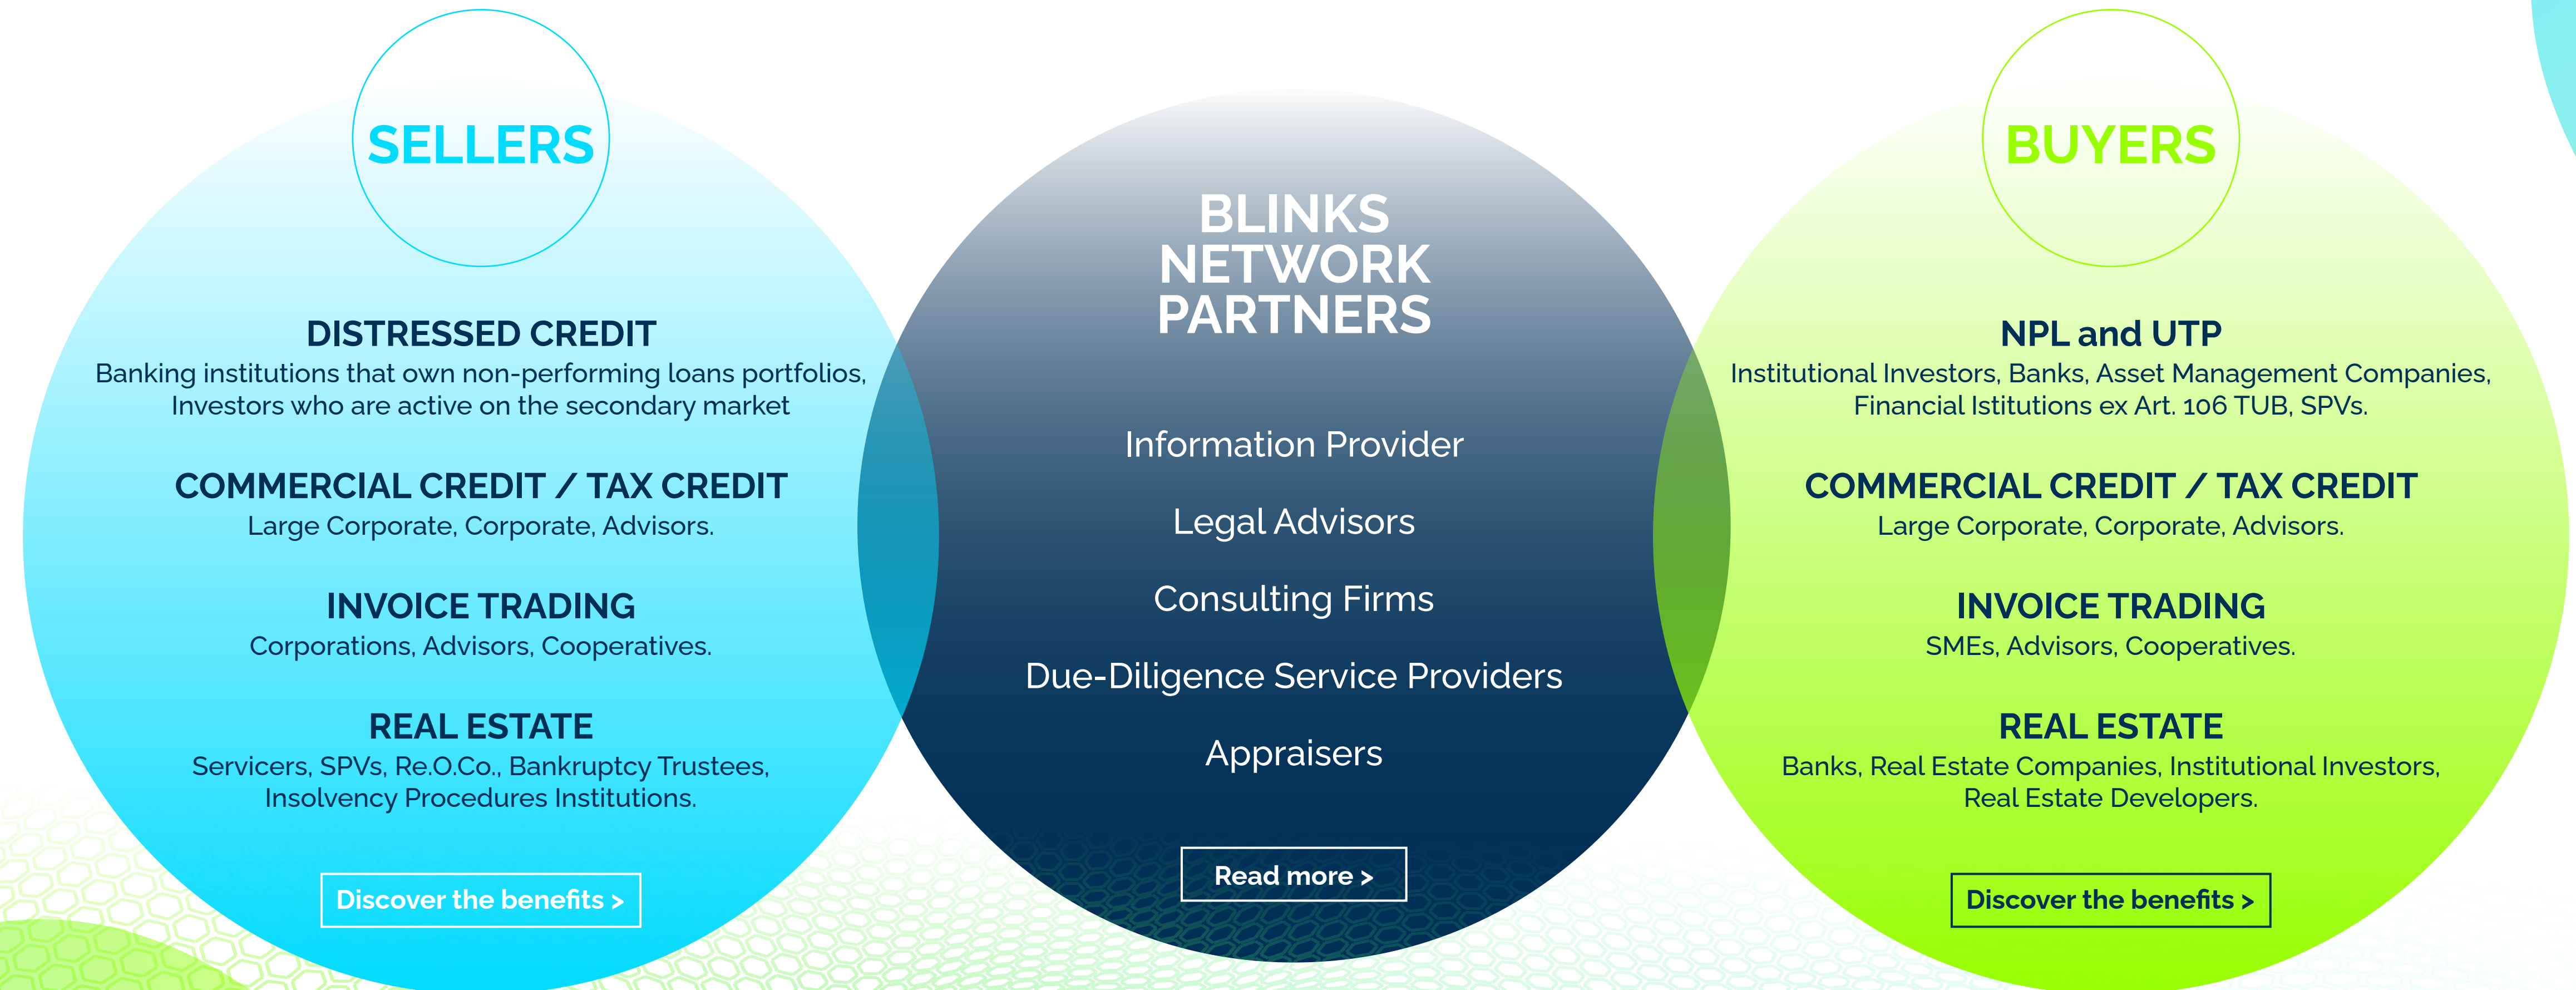 SELLERS
DISTRESSED CREDIT
Banking institutions that own non-performing loans portfolios,
Investors who are active on the secondary market
COMMERCIAL CREDIT / TAX CREDIT
Large Corporate, Corporate, Advisors.
INVOICE TRADING
Corporations, Advisors, Cooperatives.
REAL ESTATE
Servicers, SPVs, Re.O.Co., Bankruptcy Trustees,
Insolvency Procedures Institutions.
Discover the benefits >
BLINKS
NETWORK
PARTNERS
Information Provider
Legal Advisors
Consulting Firms
Due-Diligence Service Providers
Appraisers
Read more >
BUYERS
NPL and UTP
Institutional Investors, Banks, Asset Management Companies,
Financial Istitutions ex Art. 106 TUB, SPVs.
COMMERCIAL CREDIT / TAX CREDIT
Large Corporate, Corporate, Advisors.
INVOICE TRADING
SMEs, Advisors, Cooperatives.
REAL ESTATE
Banks, Real Estate Companies, Institutional Investors,
Real Estate Developers.
Discover the benefits >